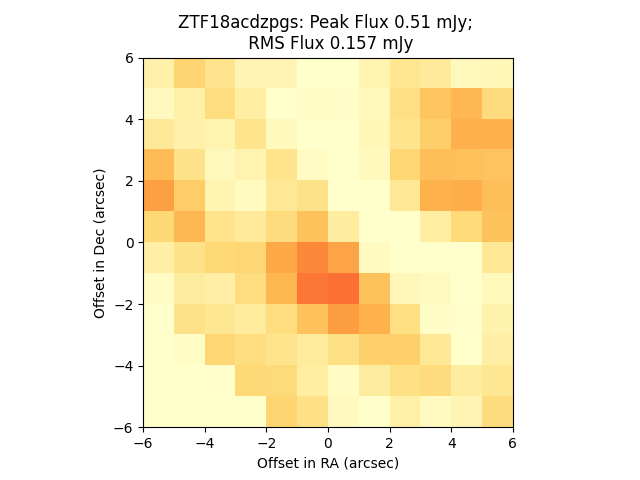 ZTF18acdzpgs: Peak Flux 0.51 mJy;
RMS Flux 0.157 mJy
6
4
2
0
−2
−4
−6
Offset in Dec (arcsec)
−6 −4 −2 0 2 4 6
Offset in RA (arcsec)